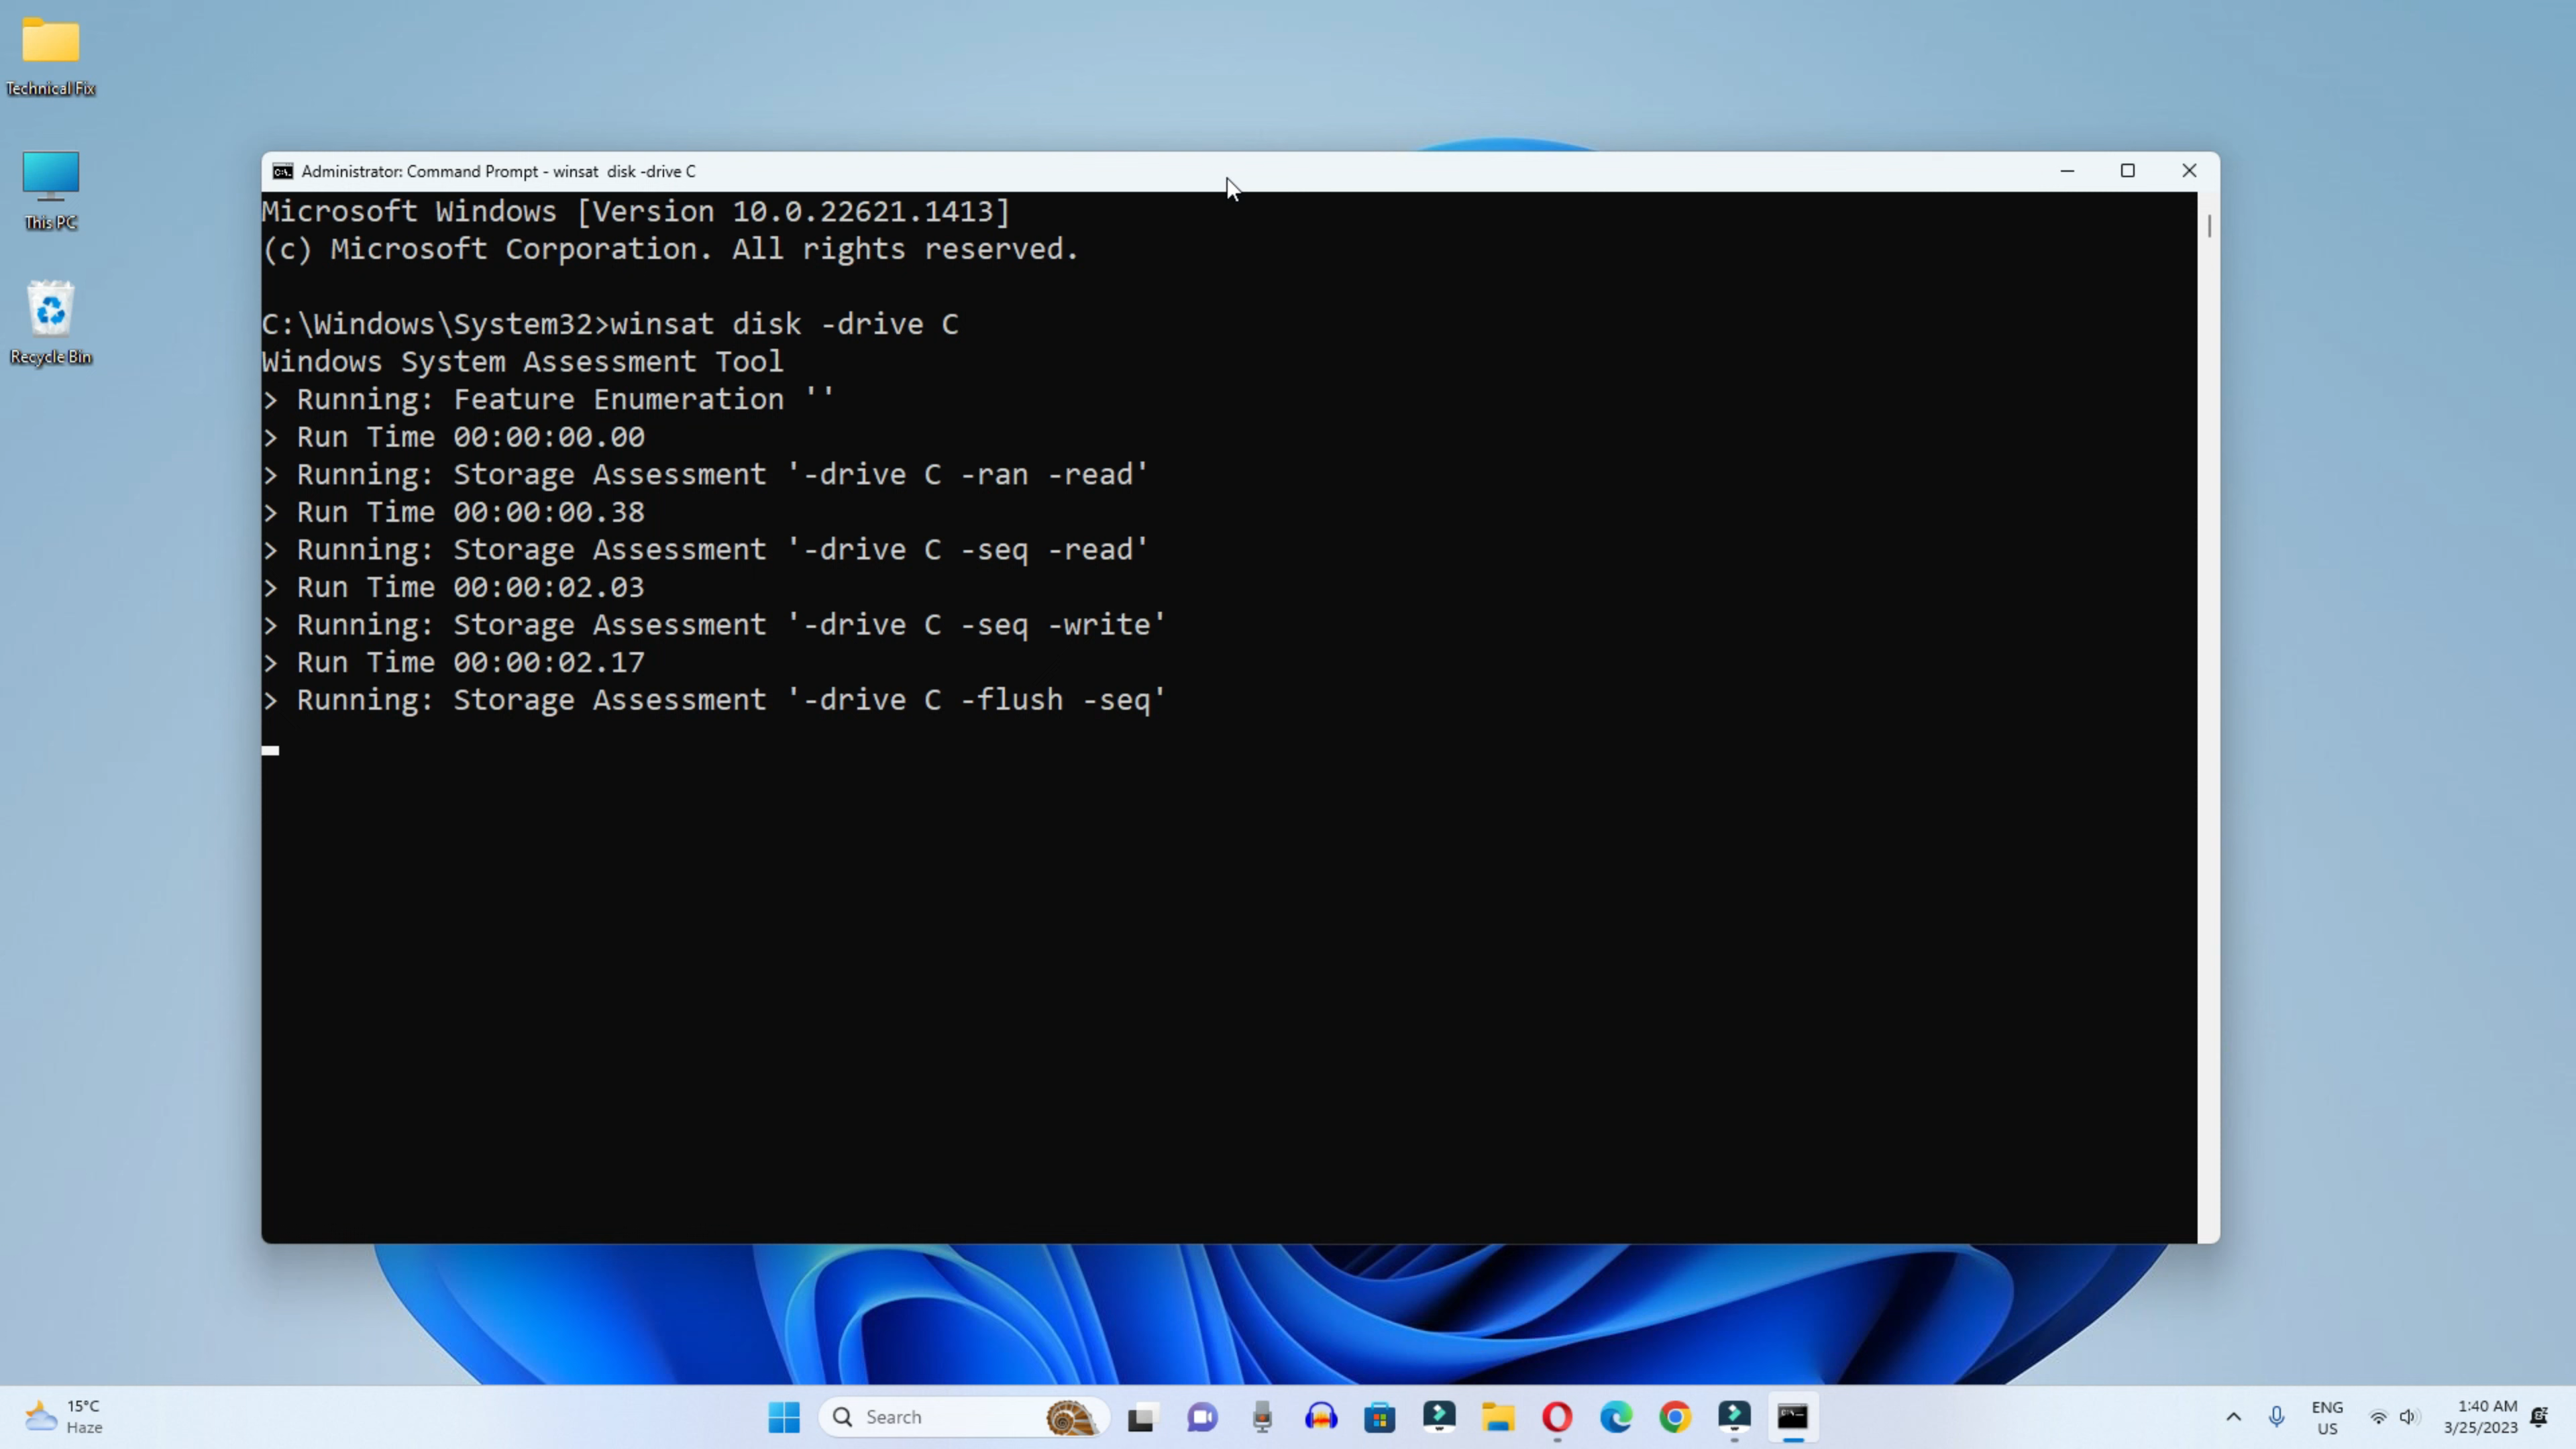 Technical Fix
This PC
Recycle Bin
Administrator: Command Prompt - winsat  disk -drive C
Microsoft Windows [Version 10.0.22621.1413]
(c) Microsoft Corporation. All rights reserved.
C:\Windows\System32>winsat disk -drive C
Windows System Assessment Tool
> Running: Feature Enumeration ''
> Run Time 00:00:00.00
> Running: Storage Assessment '-drive C -ran -read'
> Run Time 00:00:00.38
> Running: Storage Assessment '-drive C -seq -read'
> Run Time 00:00:02.03
> Running: Storage Assessment '-drive C -seq -write'
> Run Time 00:00:02.17
> Running: Storage Assessment '-drive C -flush -seq'
15°C
Haze
Search
ENG
US
1:40 AM
3/25/2023